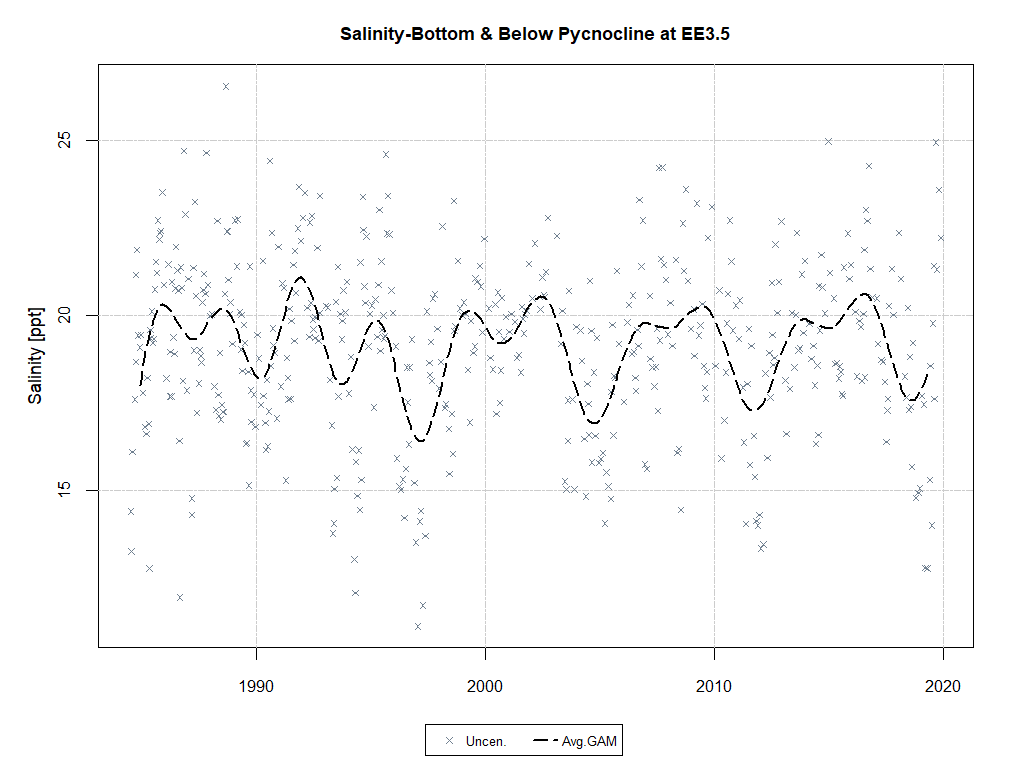 Salinity-Bottom & Below Pycnocline at EE3.5
Salinity [ppt]
25
20
15
1990 2000 2010 2020
Uncen. Avg.GAM